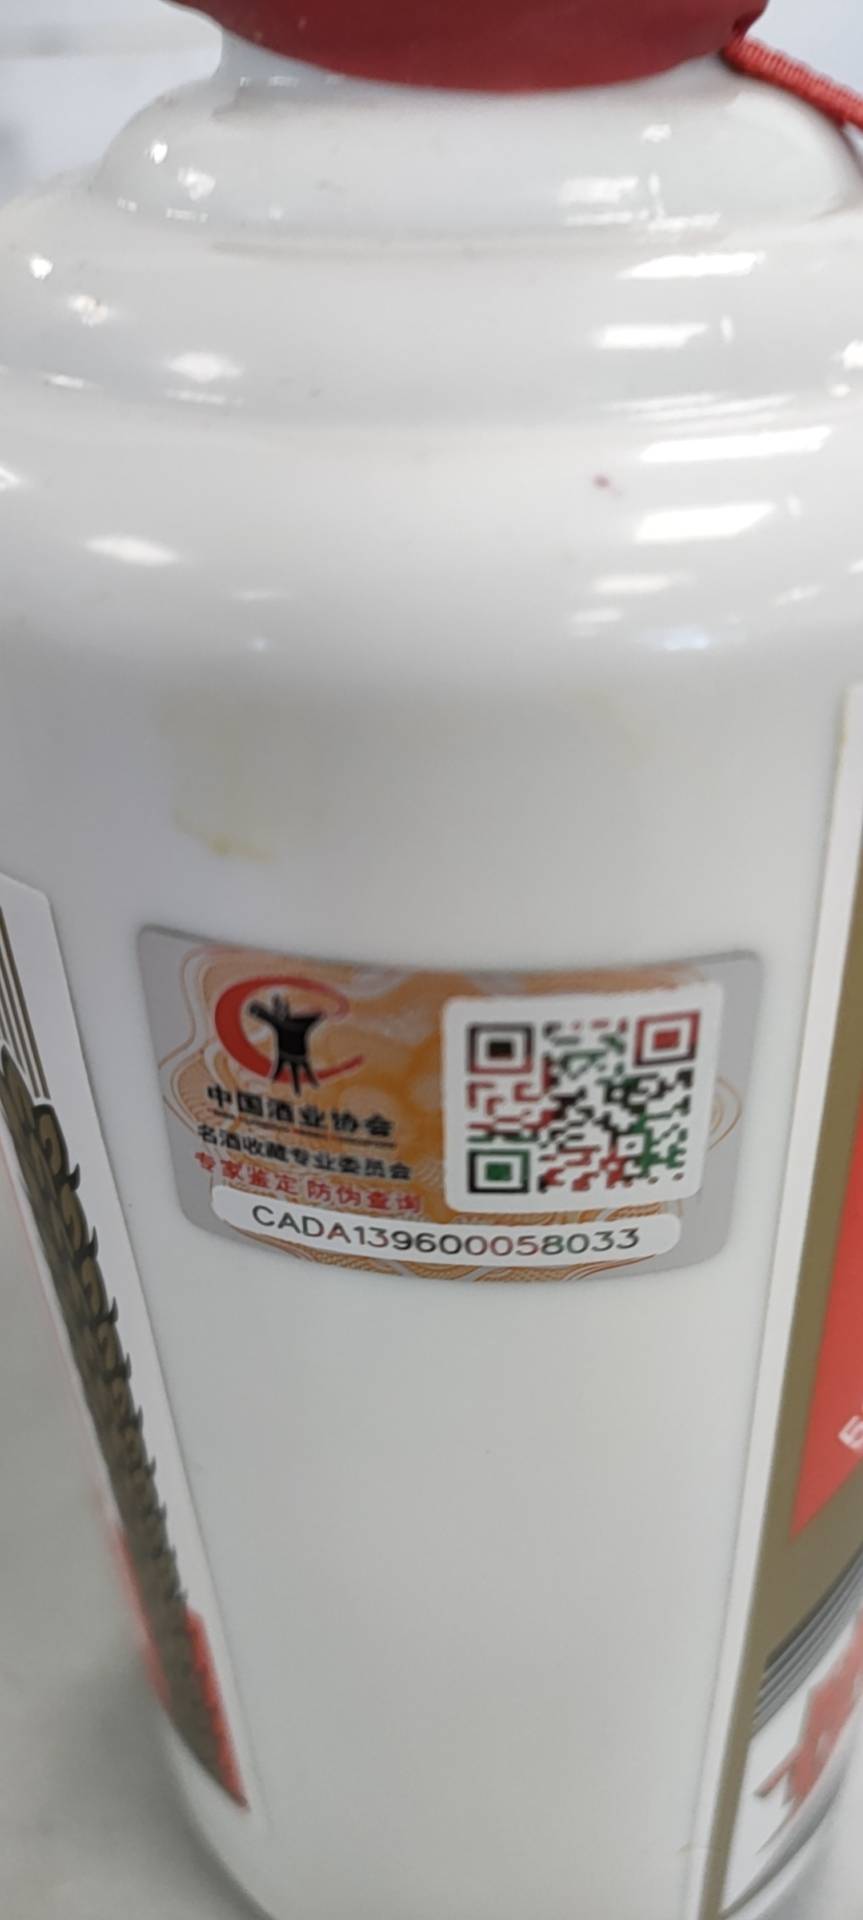 中国酒业协会
名酒收藏专业委员会
专家鉴定 防伪查询
CADA139600058033